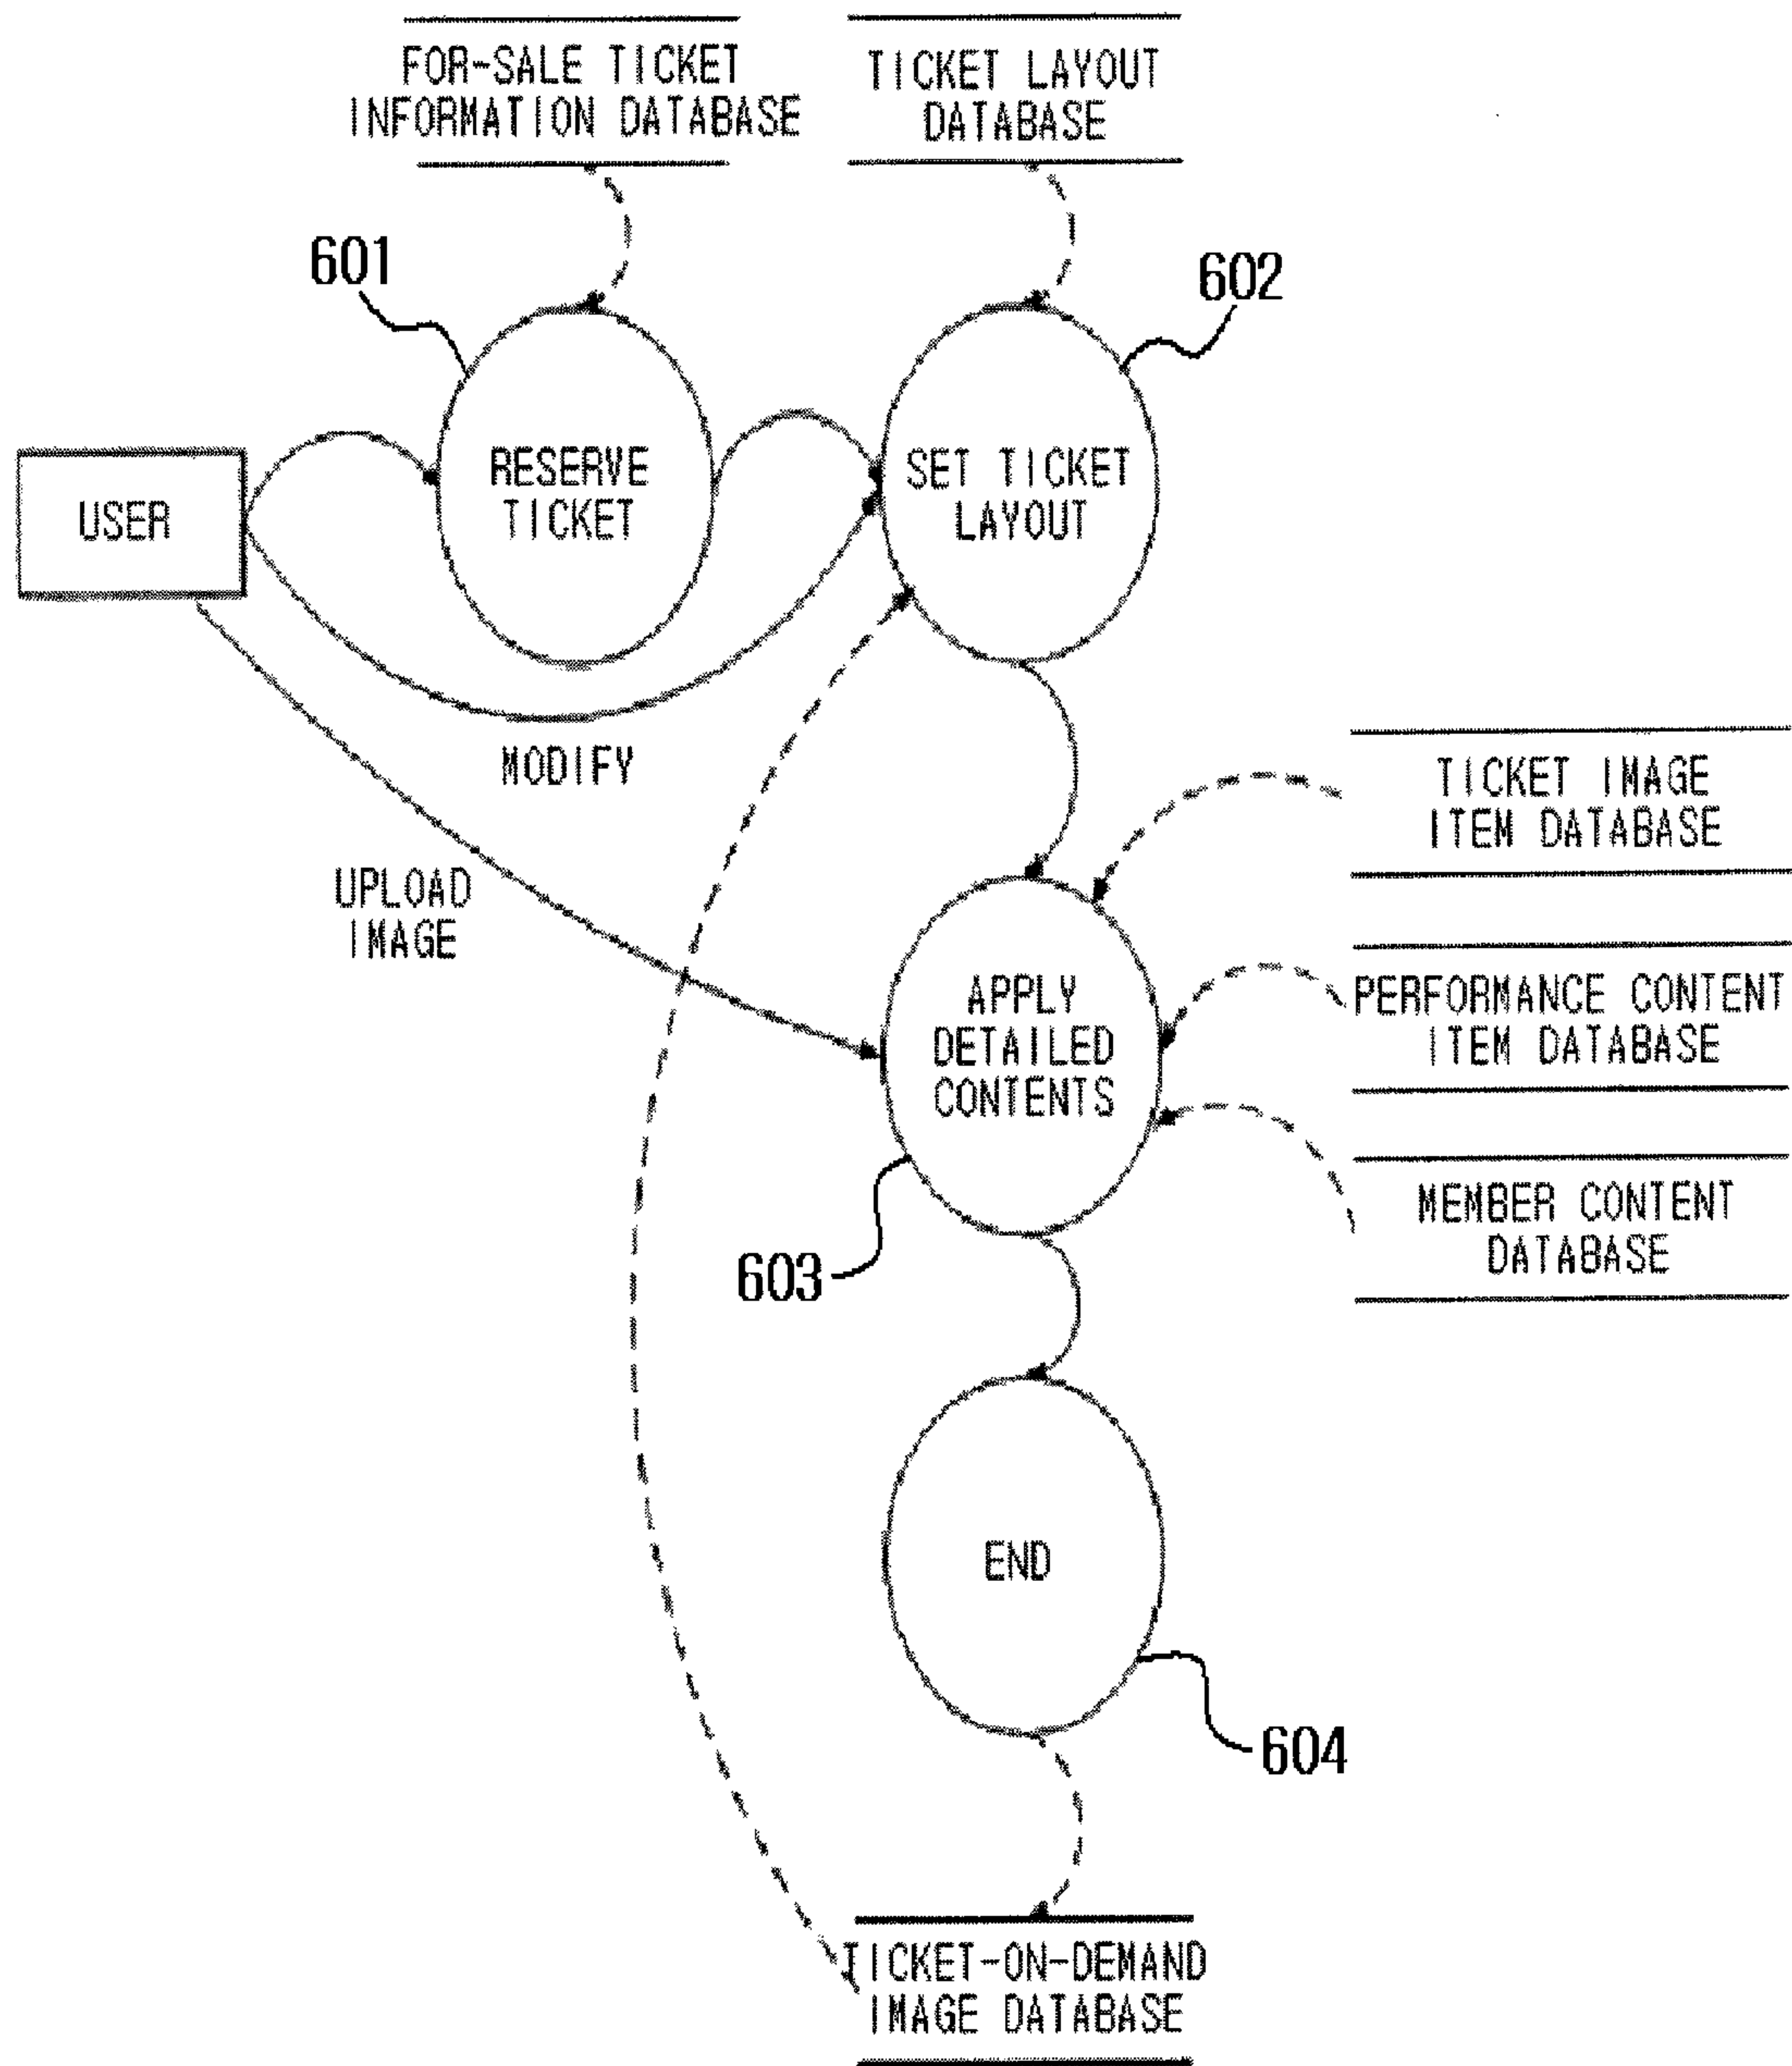 FOR-SALE TICKET
INFORMATION DATABASE
TICKET LAYOUT
DATABASE
601
602
USER
RESERVE
TICKET
SET TICKET
LAYOUT
MODIFY
UPLOAD
IMAGE
TICKET IMAGE
ITEM DATABASE
APPLY
DETAILED
CONTENTS
PERFORMANCE CONTENT
ITEM DATABASE
MEMBER CONTENT
DATABASE
603
END
604
TICKET-ON-DEMAND
IMAGE DATABASE